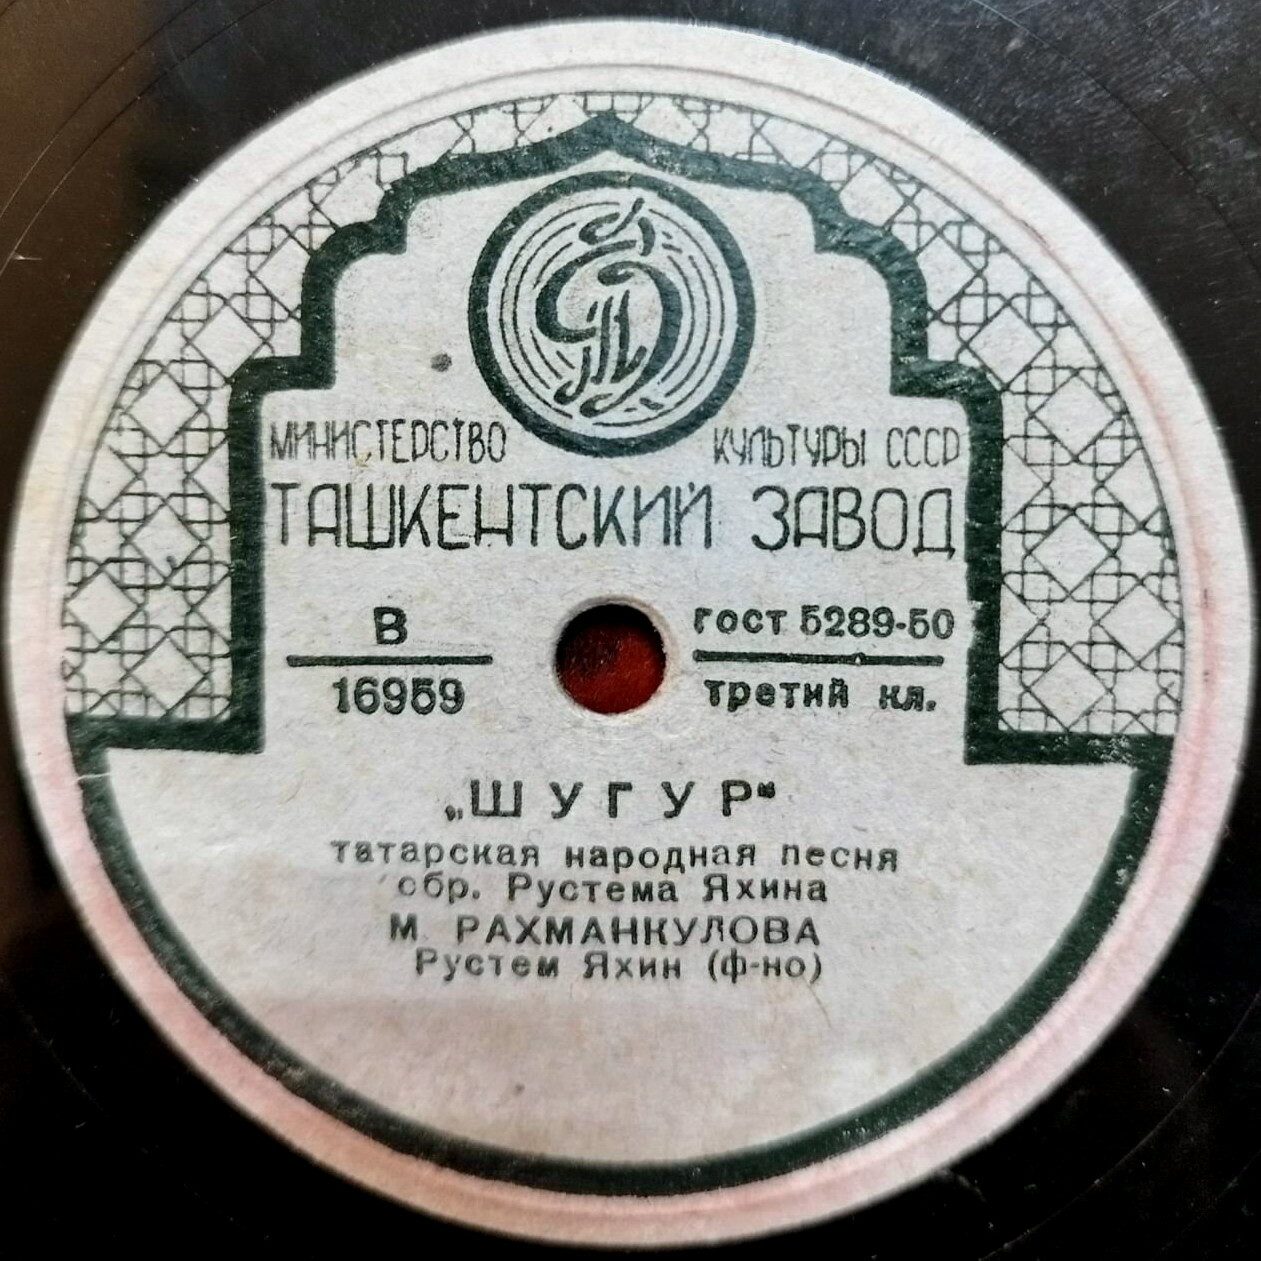 МИНИСТЕРСТВО КУЛЬТУРЫ СССР
ТАШКЕНТСКИЙ ЗАВОД
В
16959
ГОСТ 5289-50
третий кл.
„ШУГУР“
татарская народная песня
обр. Рустема Яхина
М. РАХМАНКУЛОВА
Рустем Яхин (ф-но)